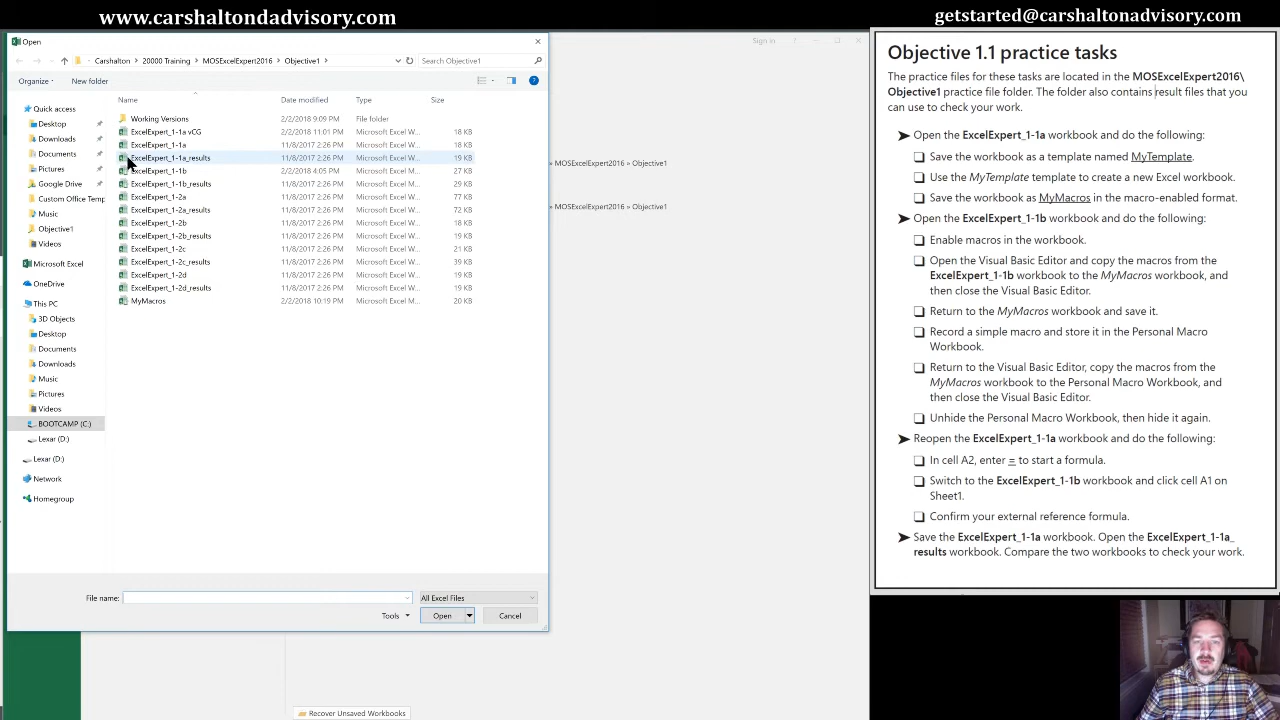 www.carshaltondadvisory.com
getstarted@carshaltonadvisory.com
Open
Carshalton > 20000 Training > MOSExcelExpert2016 > Objective1 >
Search Objective1
Sign in
Organize
New folder
Name
Date modified
Type
Size
Working Versions 2/2/2018 9:09 PM File folder
ExcelExpert_1-1a vCG 2/2/2018 11:01 PM Microsoft Excel W... 18 KB
ExcelExpert_1-1a 11/8/2017 2:26 PM Microsoft Excel W... 18 KB
ExcelExpert_1-1a_results 11/8/2017 2:26 PM Microsoft Excel W... 19 KB
ExcelExpert_1-1b 2/2/2018 4:05 PM Microsoft Excel M... 27 KB
ExcelExpert_1-1b_results 11/8/2017 2:26 PM Microsoft Excel M... 29 KB
ExcelExpert_1-2a 11/8/2017 2:26 PM Microsoft Excel W... 77 KB
ExcelExpert_1-2a_results 11/8/2017 2:26 PM Microsoft Excel W... 72 KB
ExcelExpert_1-2b 11/8/2017 2:26 PM Microsoft Excel W... 18 KB
ExcelExpert_1-2b_results 11/8/2017 2:26 PM Microsoft Excel W... 19 KB
ExcelExpert_1-2c 11/8/2017 2:26 PM Microsoft Excel W... 21 KB
ExcelExpert_1-2c_results 11/8/2017 2:26 PM Microsoft Excel W... 39 KB
ExcelExpert_1-2d 11/8/2017 2:26 PM Microsoft Excel W... 19 KB
ExcelExpert_1-2d_results 11/8/2017 2:26 PM Microsoft Excel W... 19 KB
MyMacros 2/2/2018 10:19 PM Microsoft Excel M... 20 KB
Quick access
Desktop
Downloads
Documents
Pictures
Google Drive
Custom Office Temp
Music
Objective1
Videos
Microsoft Excel
OneDrive
This PC
3D Objects
Desktop
Documents
Downloads
Music
Pictures
Videos
BOOTCAMP (C:)
Lexar (D:)
Lexar (D:)
Network
Homegroup
» MOSExcelExpert2016 » Objective1
» MOSExcelExpert2016 » Objective1
File name:
All Excel Files
Tools
Open
Cancel
Recover Unsaved Workbooks
Objective 1.1 practice tasks
The practice files for these tasks are located in the MOSExcelExpert2016\
Objective1 practice file folder. The folder also contains result files that you
can use to check your work.
➤ Open the ExcelExpert_1-1a workbook and do the following:
❑ Save the workbook as a template named MyTemplate.
❑ Use the MyTemplate template to create a new Excel workbook.
❑ Save the workbook as MyMacros in the macro-enabled format.
➤ Open the ExcelExpert_1-1b workbook and do the following:
❑ Enable macros in the workbook.
❑ Open the Visual Basic Editor and copy the macros from the
ExcelExpert_1-1b workbook to the MyMacros workbook, and
then close the Visual Basic Editor.
❑ Return to the MyMacros workbook and save it.
❑ Record a simple macro and store it in the Personal Macro
Workbook.
❑ Return to the Visual Basic Editor, copy the macros from the
MyMacros workbook to the Personal Macro Workbook, and
then close the Visual Basic Editor.
❑ Unhide the Personal Macro Workbook, then hide it again.
➤ Reopen the ExcelExpert_1-1a workbook and do the following:
❑ In cell A2, enter = to start a formula.
❑ Switch to the ExcelExpert_1-1b workbook and click cell A1 on
Sheet1.
❑ Confirm your external reference formula.
➤ Save the ExcelExpert_1-1a workbook. Open the ExcelExpert_1-1a_
results workbook. Compare the two workbooks to check your work.